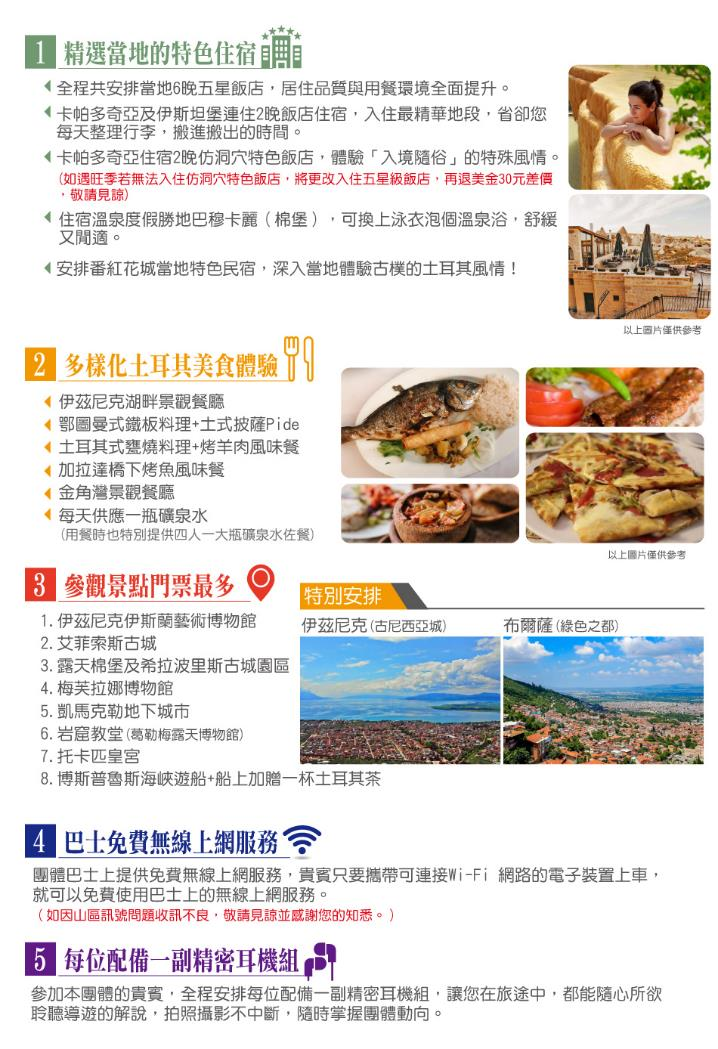 1 精選當地的特色住宿
全程共安排當地6晚五星飯店，居住品質與用餐環境全面提升。
卡帕多奇亞及伊斯坦堡連住2晚飯店住宿，入住最精華地段，省卻您
每天整理行李，搬進搬出的時間。
卡帕多奇亞住宿2晚仿洞穴特色飯店，體驗「入境隨俗」的特殊風情。
(如遇旺季若無法入住仿洞穴特色飯店，將更改入住五星級飯店，再退美金30元差價
，敬請見諒)
住宿溫泉度假勝地巴穆卡麗（棉堡），可換上泳衣泡個溫泉浴，舒緩
又閒適。
安排番紅花城當地特色民宿，深入當地體驗古樸的土耳其風情！
以上圖片僅供參考
2 多樣化土耳其美食體驗
伊茲尼克湖畔景觀餐廳
鄂圖曼式鐵板料理+土式披薩Pide
土耳其式甕燒料理+烤羊肉風味餐
加拉達橋下烤魚風味餐
金角灣景觀餐廳
每天供應一瓶礦泉水
(用餐時也特別提供四人一大瓶礦泉水佐餐)
以上圖片僅供參考
3 參觀景點門票最多
1. 伊茲尼克伊斯蘭藝術博物館
2. 艾菲索斯古城
3. 露天棉堡及希拉波里斯古城園區
4. 梅芙拉娜博物館
5. 凱馬克勒地下城市
6. 岩窟教堂(葛勒梅露天博物館)
7. 托卡匹皇宮
8. 博斯普魯斯海峽遊船+船上加贈一杯土耳其茶
特別安排
伊茲尼克(古尼西亞城)
布爾薩(綠色之都)
4 巴士免費無線上網服務
團體巴士上提供免費無線上網服務，貴賓只要攜帶可連接Wi-Fi 網路的電子裝置上車，
就可以免費使用巴士上的無線上網服務。
（如因山區訊號問題收訊不良，敬請見諒並感謝您的知悉。）
5 每位配備一副精密耳機組
參加本團體的貴賓，全程安排每位配備一副精密耳機組，讓您在旅途中，都能隨心所欲
聆聽導遊的解說，拍照攝影不中斷，隨時掌握團體動向。